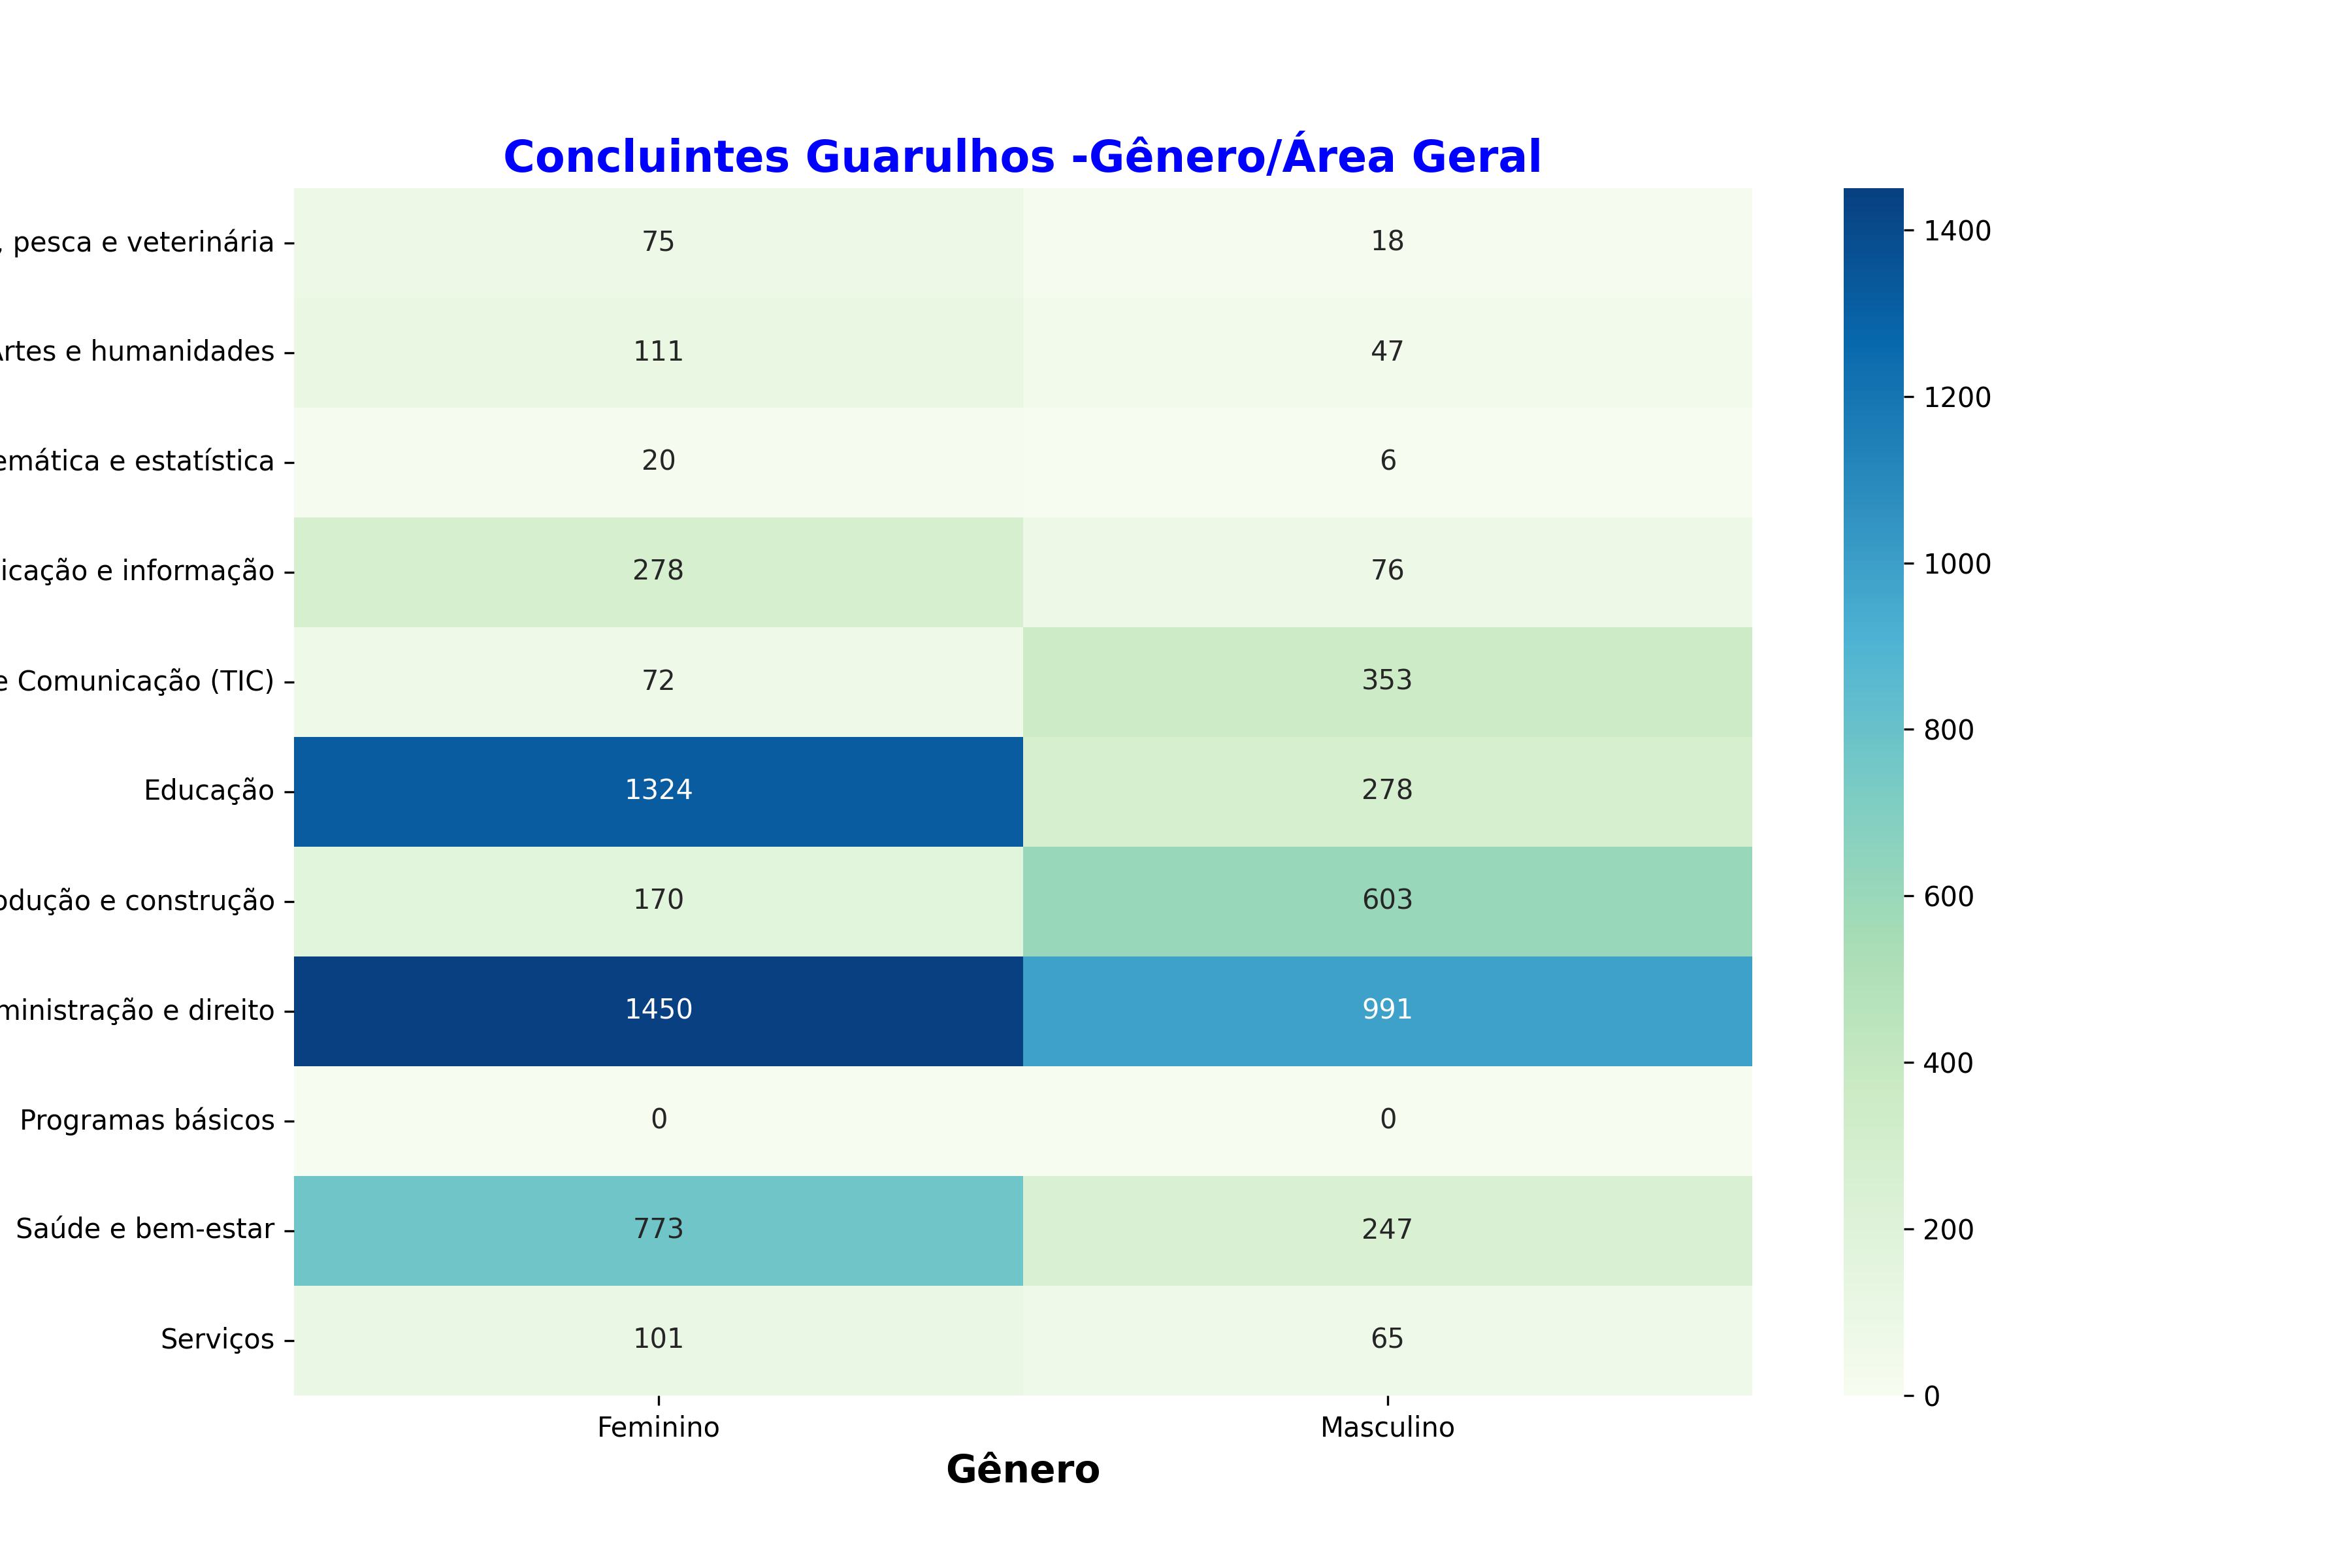 Concluintes Guarulhos -Gênero/Área Geral
, pesca e veterinária 75 18
Artes e humanidades 111 47
emática e estatística 20 6
icação e informação 278 76
e Comunicação (TIC) 72 353
Educação 1324 278
odução e construção 170 603
ministração e direito 1450 991
Programas básicos 0 0
Saúde e bem-estar 773 247
Serviços 101 65
Feminino Masculino
Gênero
1400
1200
1000
800
600
400
200
0